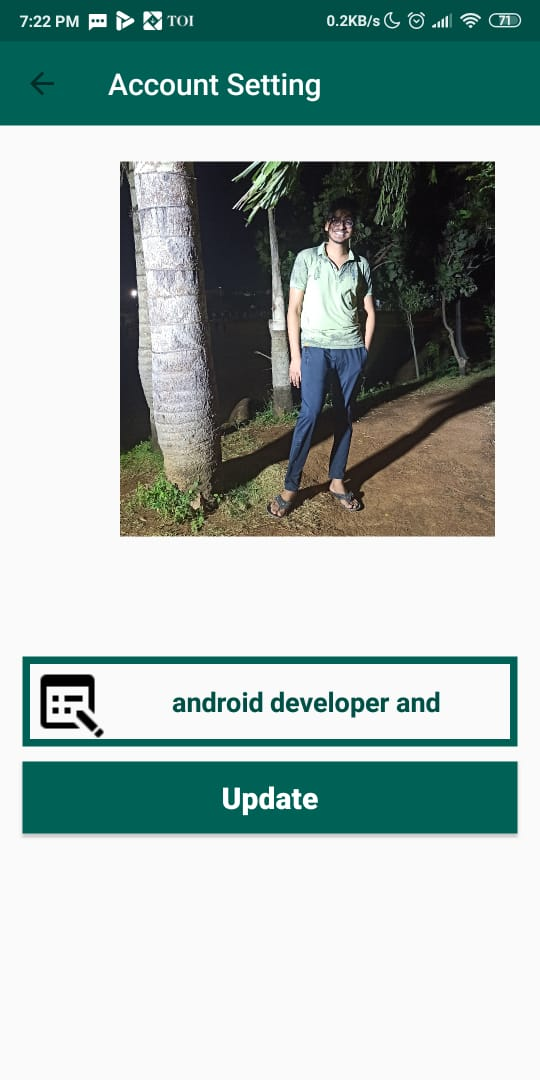 7:22 PM TOI 0.2KB/s 71
Account Setting
android developer and
Update